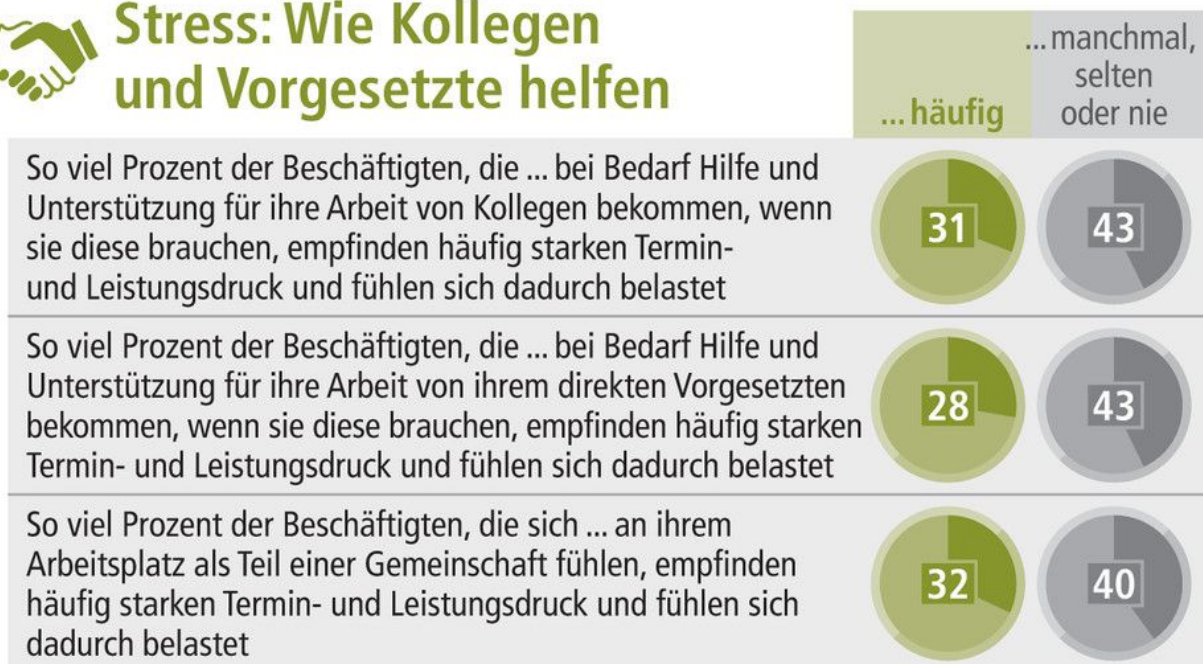 Stress: Wie Kollegen
und Vorgesetzte helfen
... häufig
... manchmal,
selten
oder nie
So viel Prozent der Beschäftigten, die ... bei Bedarf Hilfe und
Unterstützung für ihre Arbeit von Kollegen bekommen, wenn
sie diese brauchen, empfinden häufig starken Termin-
und Leistungsdruck und fühlen sich dadurch belastet
31
43
So viel Prozent der Beschäftigten, die ... bei Bedarf Hilfe und
Unterstützung für ihre Arbeit von ihrem direkten Vorgesetzten
bekommen, wenn sie diese brauchen, empfinden häufig starken
Termin- und Leistungsdruck und fühlen sich dadurch belastet
28
43
So viel Prozent der Beschäftigten, die sich ... an ihrem
Arbeitsplatz als Teil einer Gemeinschaft fühlen, empfinden
häufig starken Termin- und Leistungsdruck und fühlen sich
dadurch belastet
32
40